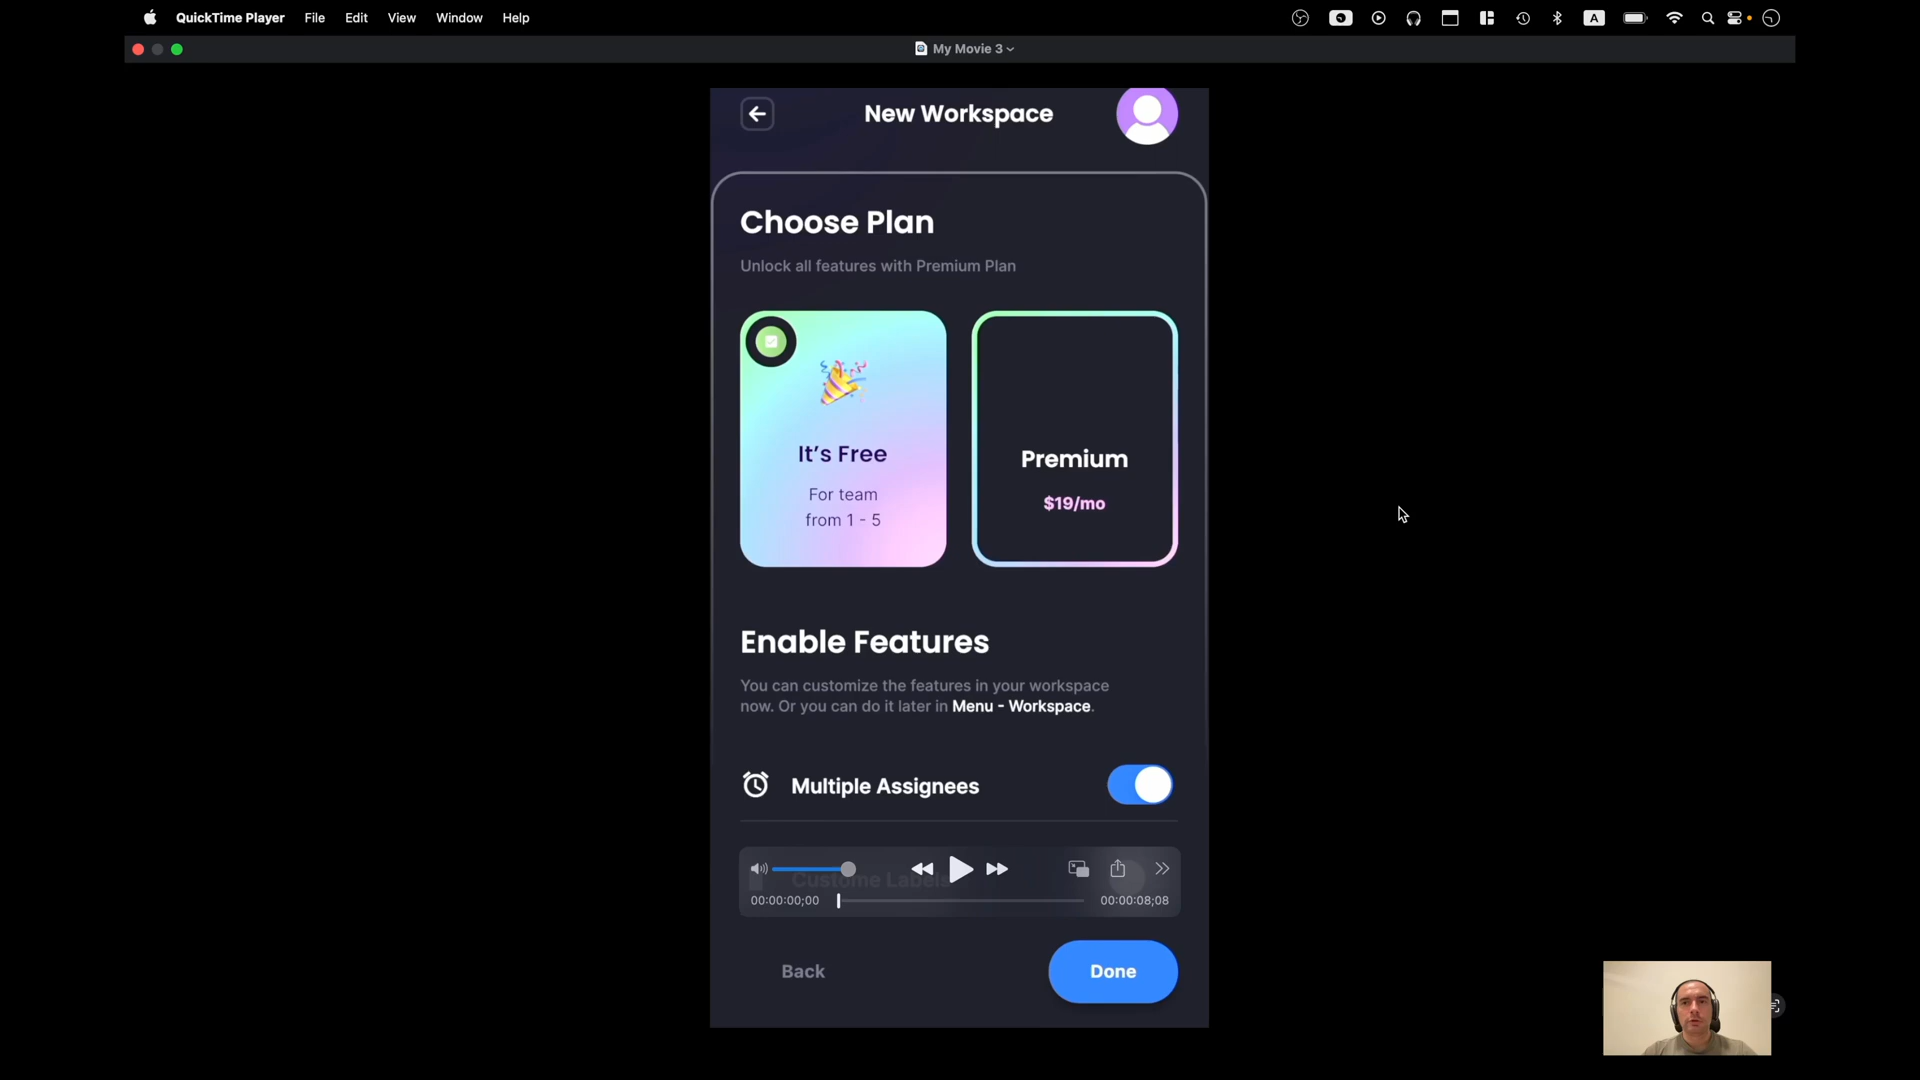 QuickTime Player File Edit View Window Help
A
My Movie 3
New Workspace
Choose Plan
Unlock all features with Premium Plan
It's Free
For team
from 1 - 5
Premium
$19/mo
Enable Features
You can customize the features in your workspace
now. Or you can do it later in Menu - Workspace.
Multiple Assignees
Custome Labels
00:00:00;00
00:00:08;08
Back
Done